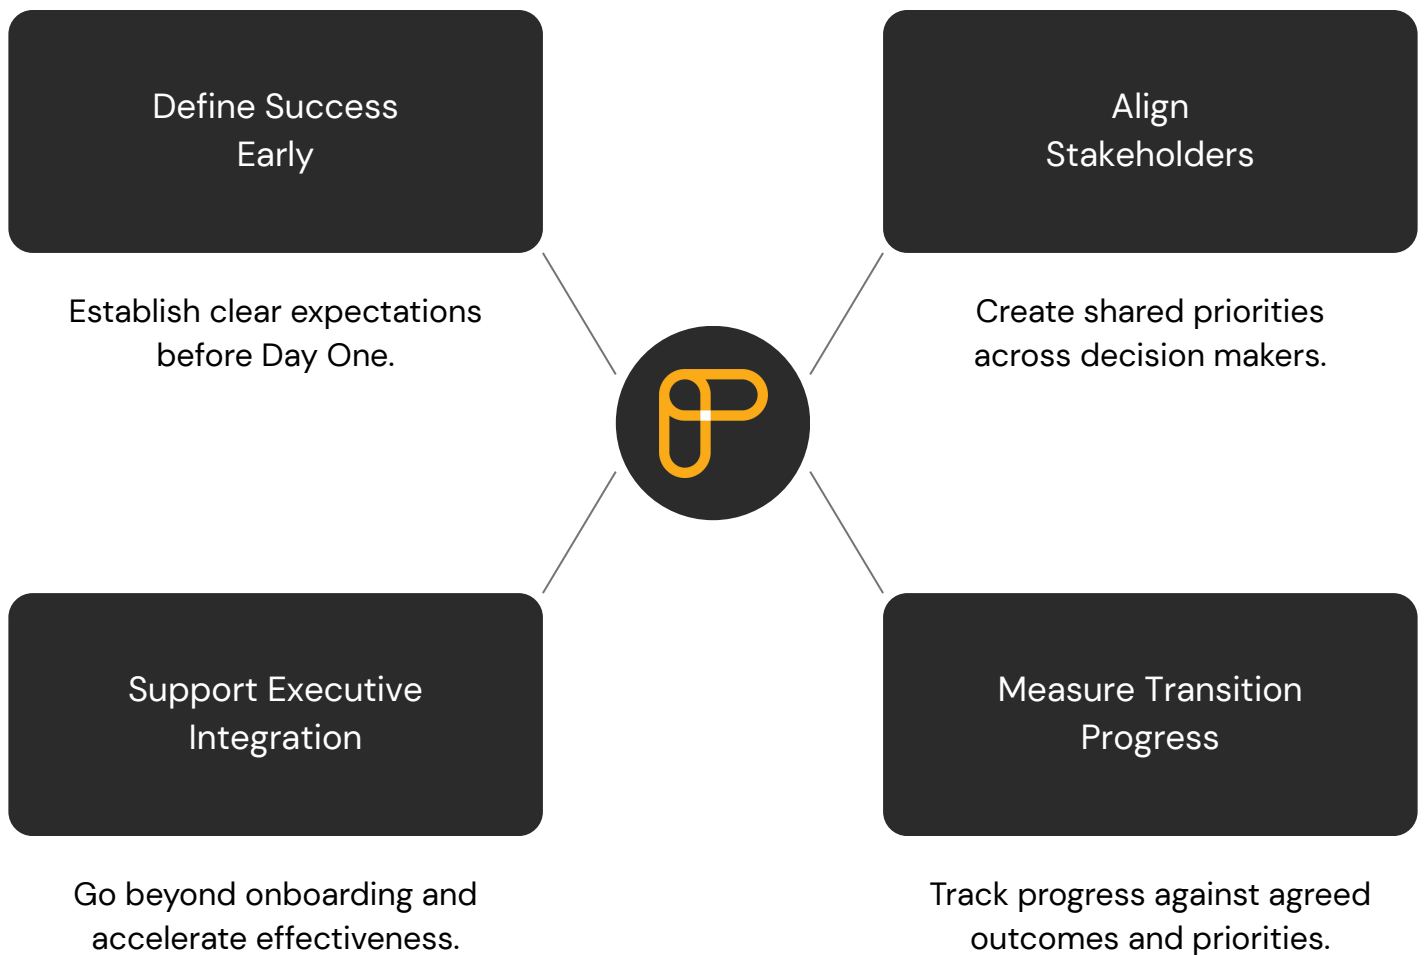 Define Success
Early
Establish clear expectations
before Day One.
Align
Stakeholders
Create shared priorities
across decision makers.
Support Executive
Integration
Go beyond onboarding and
accelerate effectiveness.
Measure Transition
Progress
Track progress against agreed
outcomes and priorities.